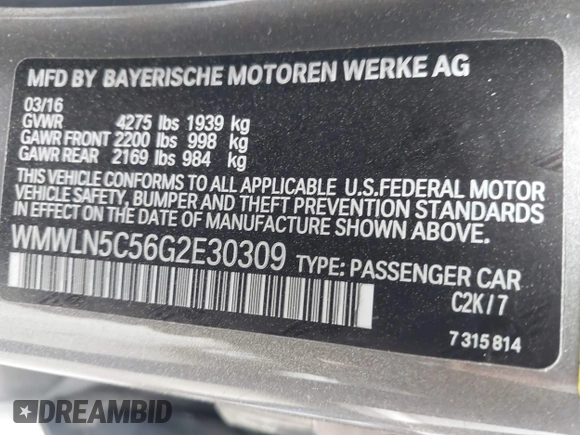 MFD BY BAYERISCHE MOTOREN WERKE AG
03/16
GVWR 4275 lbs 1939 kg
GAWR FRONT 2200 lbs 998 kg
GAWR REAR 2169 lbs 984 kg
THIS VEHICLE CONFORMS TO ALL APPLICABLE U.S.FEDERAL MOTOR
VEHICLE SAFETY, BUMPER AND THEFT PREVENTION STANDARDS
IN EFFECT ON THE DATE OF MANUFACTURE SHOWN ABOVE.
WMWLN5C56G2E30309 TYPE: PASSENGER CAR
C2K/7
7 315 814
DREAMBID